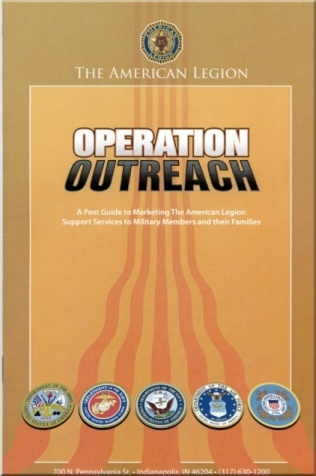 THE AMERICAN LEGION
OPERATION
OUTREACH
A Post Guide to Marketing The American Legion
Support Services to Military Members and their Families
700 N. Pennsylvania St. • Indianapolis, IN 46204 • (317) 630-1200